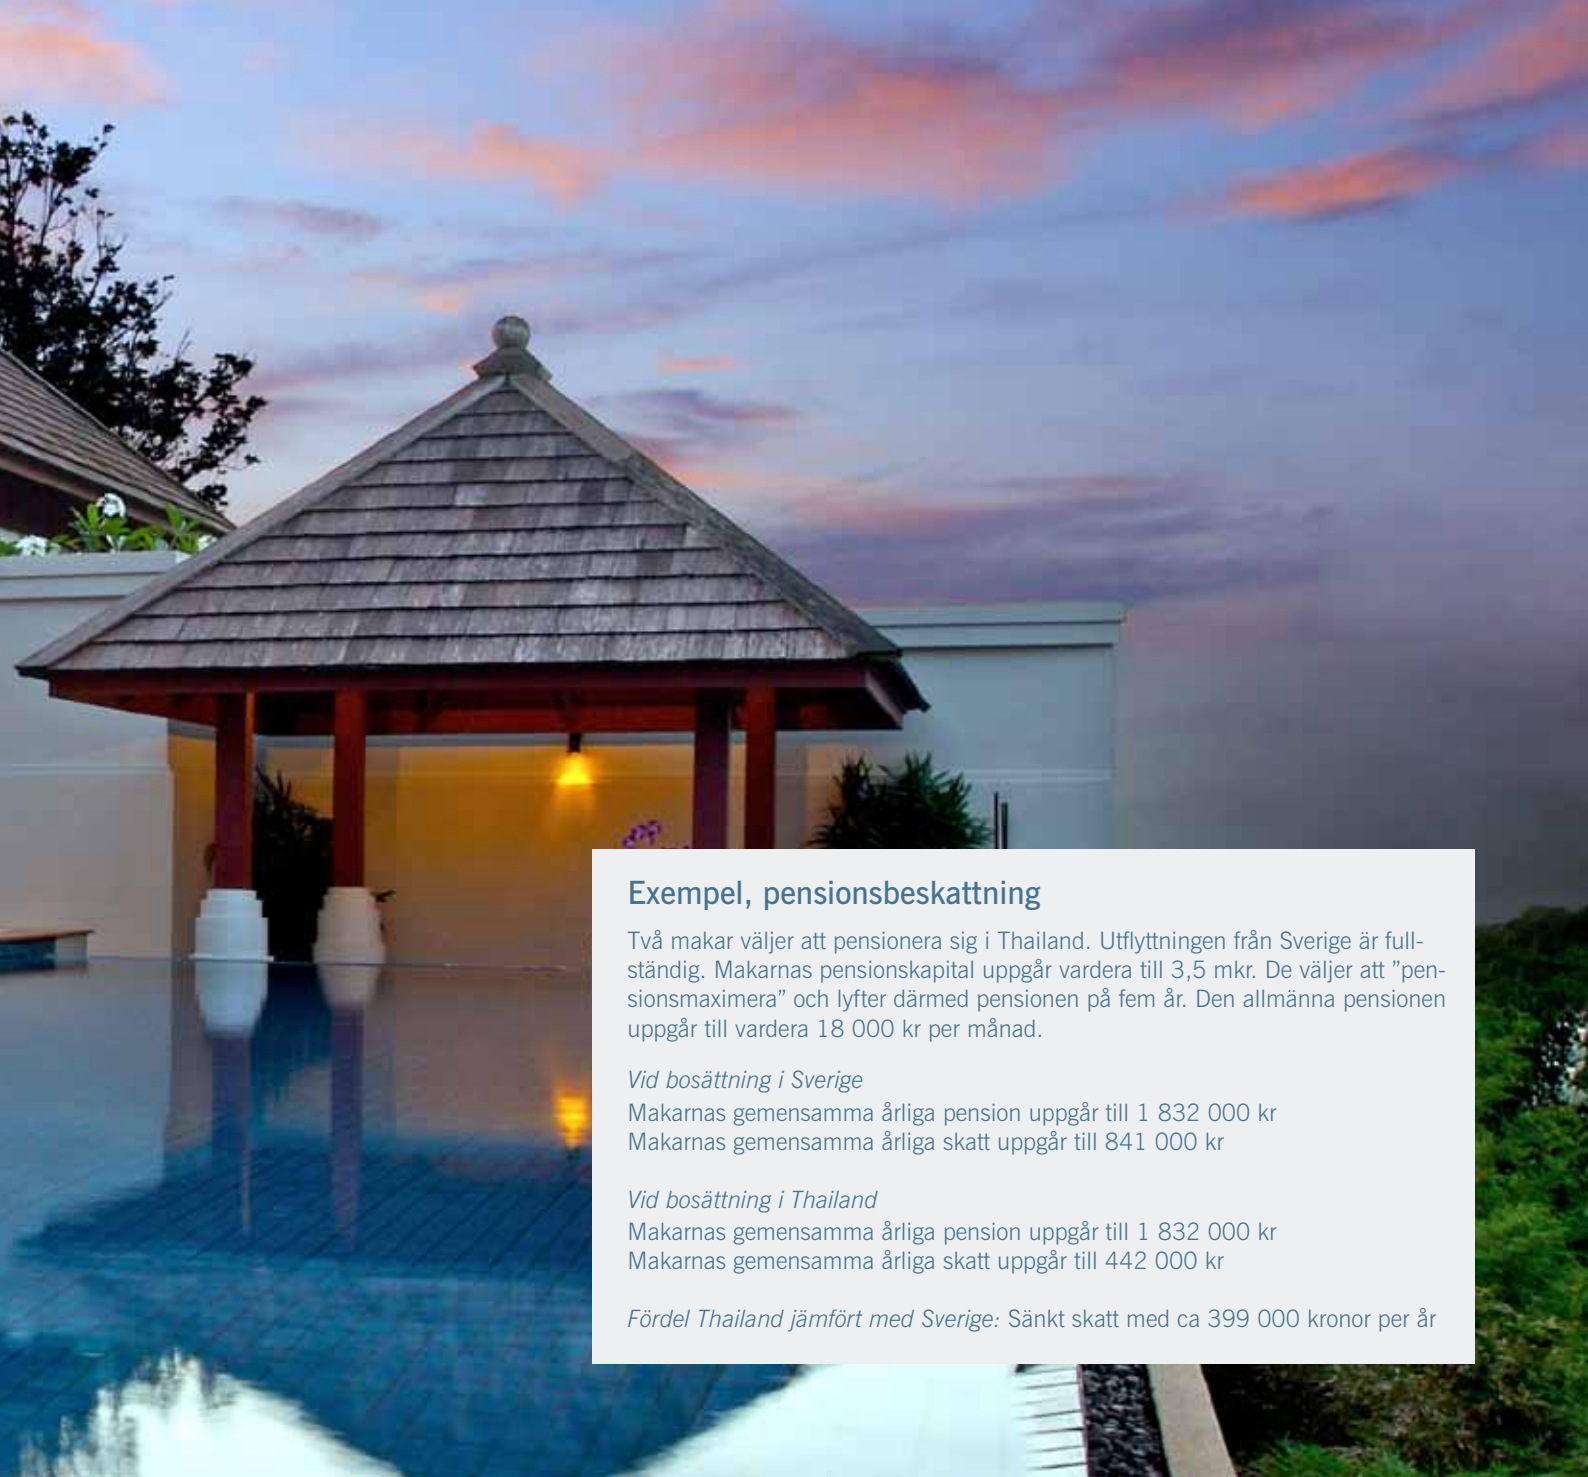 Exempel, pensionsbeskattning
Två makar väljer att pensionera sig i Thailand. Utflyttningen från Sverige är full-
ständig. Makarnas pensionskapital uppgår vardera till 3,5 mkr. De väljer att ”pen-
sionsmaximera” och lyfter därmed pensionen på fem år. Den allmänna pensionen
uppgår till vardera 18 000 kr per månad.
Vid bosättning i Sverige
Makarnas gemensamma årliga pension uppgår till 1 832 000 kr
Makarnas gemensamma årliga skatt uppgår till 841 000 kr
Vid bosättning i Thailand
Makarnas gemensamma årliga pension uppgår till 1 832 000 kr
Makarnas gemensamma årliga skatt uppgår till 442 000 kr
Fördel Thailand jämfört med Sverige: Sänkt skatt med ca 399 000 kronor per år